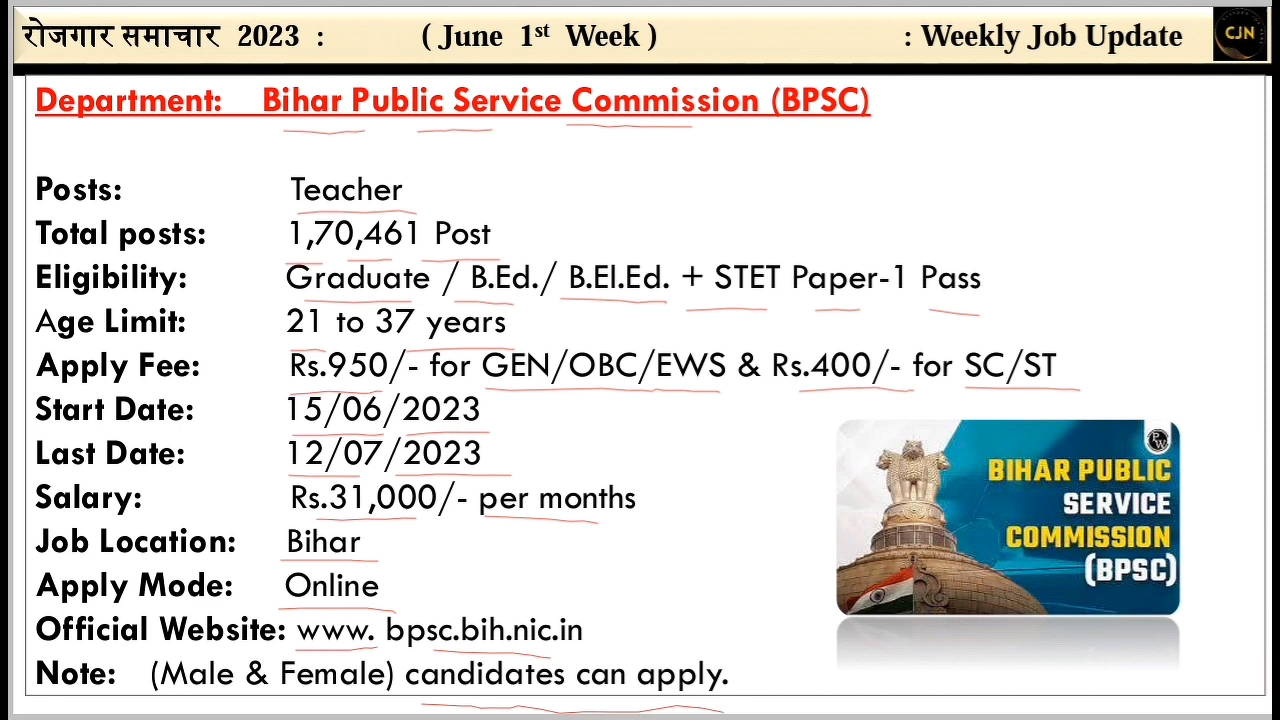 रोजगार समाचार 2023 : ( June 1st Week ) : Weekly Job Update
CJN
Department: Bihar Public Service Commission (BPSC)
Posts: Teacher
Total posts: 1,70,461 Post
Eligibility: Graduate / B.Ed./ B.El.Ed. + STET Paper-1 Pass
Age Limit: 21 to 37 years
Apply Fee: Rs.950/- for GEN/OBC/EWS & Rs.400/- for SC/ST
Start Date: 15/06/2023
Last Date: 12/07/2023
Salary: Rs.31,000/- per months
Job Location: Bihar
Apply Mode: Online
Official Website: www. bpsc.bih.nic.in
Note: (Male & Female) candidates can apply.
PW
BIHAR PUBLIC
SERVICE
COMMISSION
(BPSC)